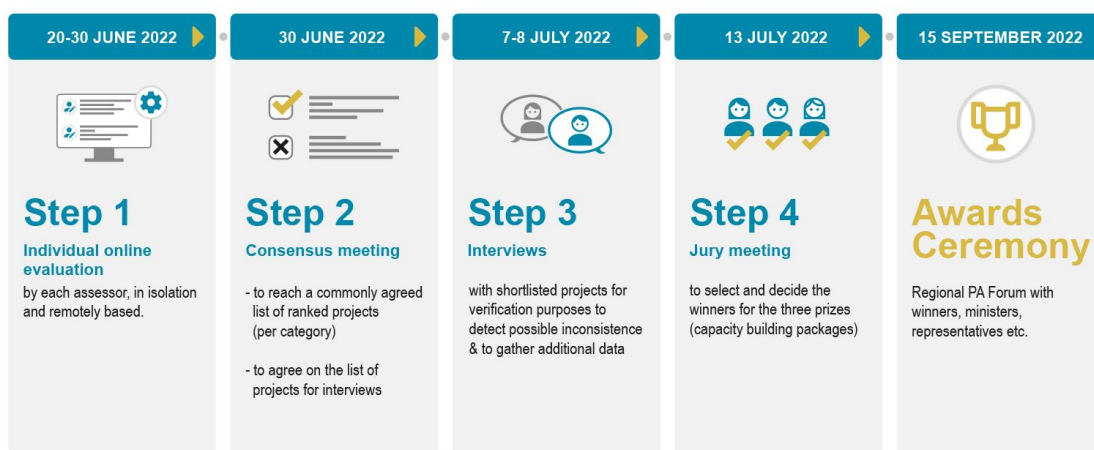 20-30 JUNE 2022
Step 1
Individual online
evaluation
by each assessor, in isolation
and remotely based.
30 JUNE 2022
Step 2
Consensus meeting
- to reach a commonly agreed
list of ranked projects
(per category)
- to agree on the list of
projects for interviews
7-8 JULY 2022
Step 3
Interviews
with shortlisted projects for
verification purposes to
detect possible inconsistence
& to gather additional data
13 JULY 2022
Step 4
Jury meeting
to select and decide the
winners for the three prizes
(capacity building packages)
15 SEPTEMBER 2022
Awards
Ceremony
Regional PA Forum with
winners, ministers,
representatives etc.